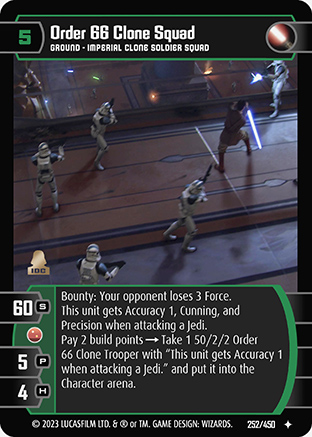 5 Order 66 Clone Squad
GROUND - IMPERIAL CLONE SOLDIER SQUAD
IDC
60 S
5 P
4 H
Bounty: Your opponent loses 3 Force.
This unit gets Accuracy 1, Cunning, and
Precision when attacking a Jedi.
Pay 2 build points → Take 1 50/2/2 Order
66 Clone Trooper with “This unit gets Accuracy 1
when attacking a Jedi.” and put it into the
Character arena.
© 2023 LUCASFILM LTD. & ® or TM. GAME DESIGN: WIZARDS. 252/450